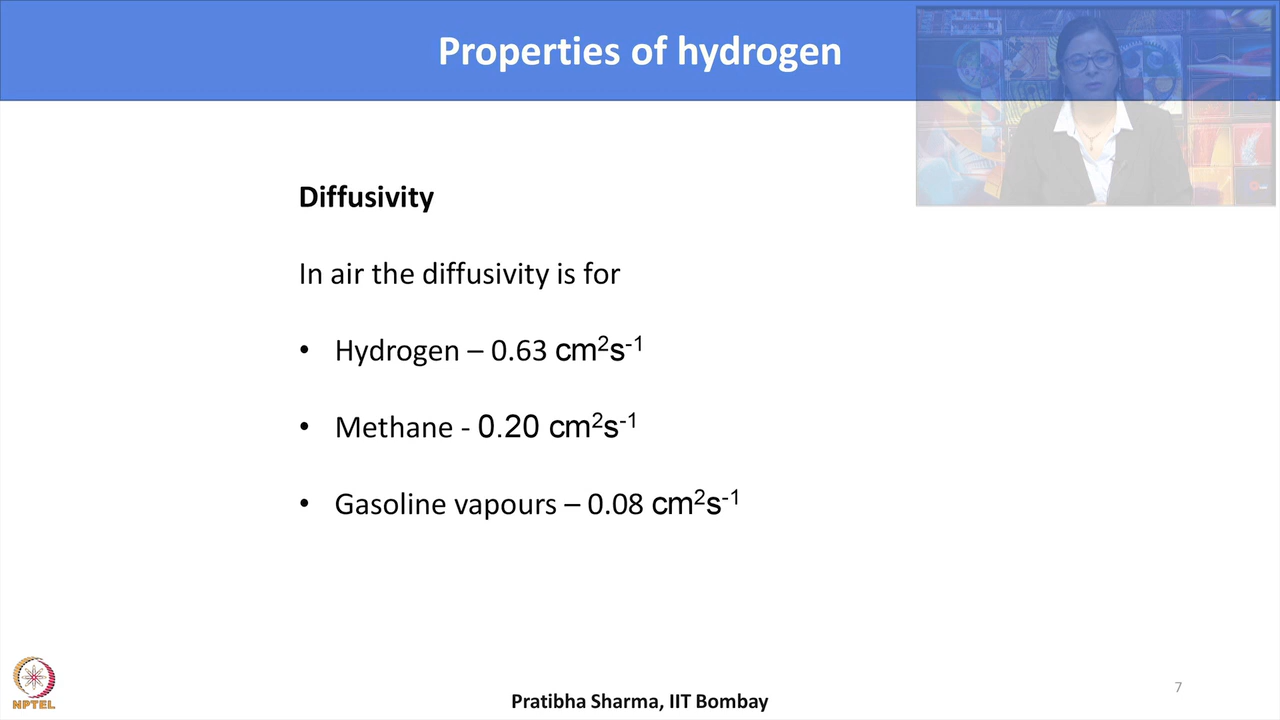 Properties of hydrogen
Diffusivity
In air the diffusivity is for
• Hydrogen – 0.63 cm²s⁻¹
• Methane - 0.20 cm²s⁻¹
• Gasoline vapours – 0.08 cm²s⁻¹
7
NPTEL
Pratibha Sharma, IIT Bombay